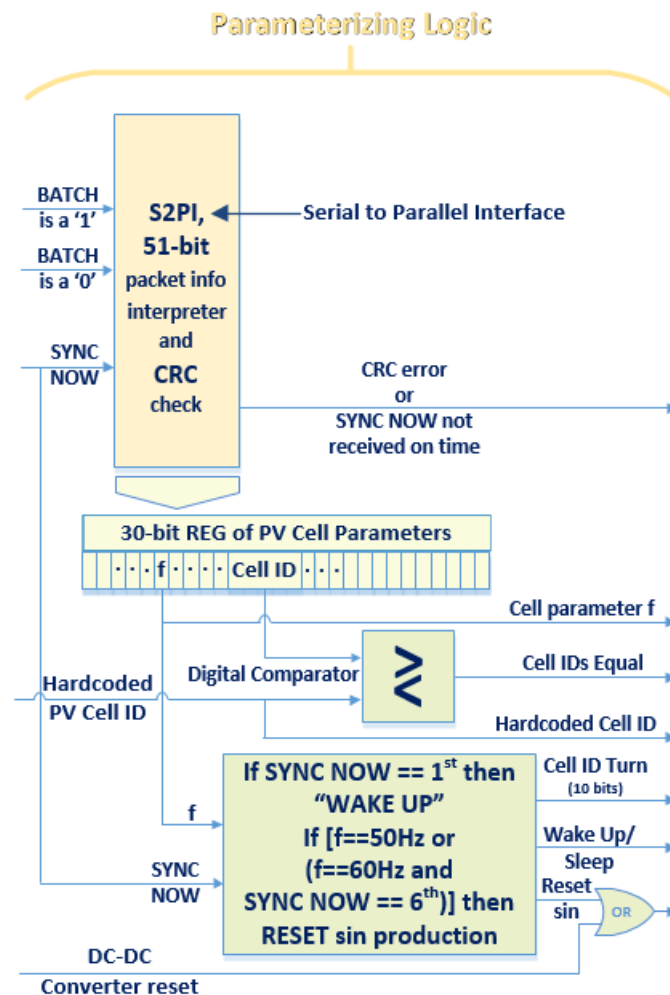 Parameterizing Logic
BATCH
is a '1'
BATCH
is a '0'
SYNC
NOW
S2PI,
51-bit
packet info
interpreter
and
CRC
check
Serial to Parallel Interface
CRC error
or
SYNC NOW not
received on time
30-bit REG of PV Cell Parameters
· · · f · · · · Cell ID · · ·
Cell parameter f
Digital Comparator
≥
<
Cell IDs Equal
Hardcoded
PV Cell ID
Hardcoded Cell ID
f
SYNC
NOW
If SYNC NOW == 1st then
"WAKE UP"
If [f==50Hz or
(f==60Hz and
SYNC NOW == 6th)] then
RESET sin production
Cell ID Turn
(10 bits)
Wake Up/
Sleep
Reset
sin
OR
DC-DC
Converter reset